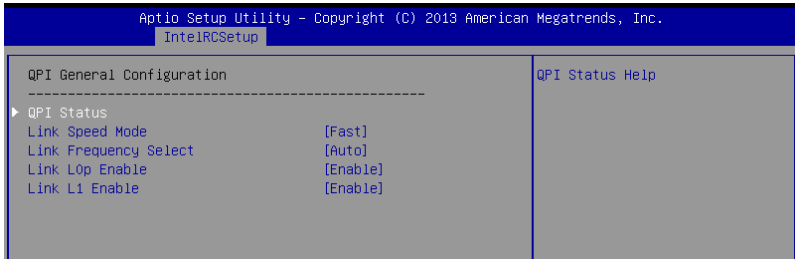 Aptio Setup Utility – Copyright (C) 2013 American Megatrends, Inc.
IntelRCSetup
QPI General Configuration
QPI Status Help
--------------------------------------------------
QPI Status
Link Speed Mode [Fast]
Link Frequency Select [Auto]
Link L0p Enable [Enable]
Link L1 Enable [Enable]